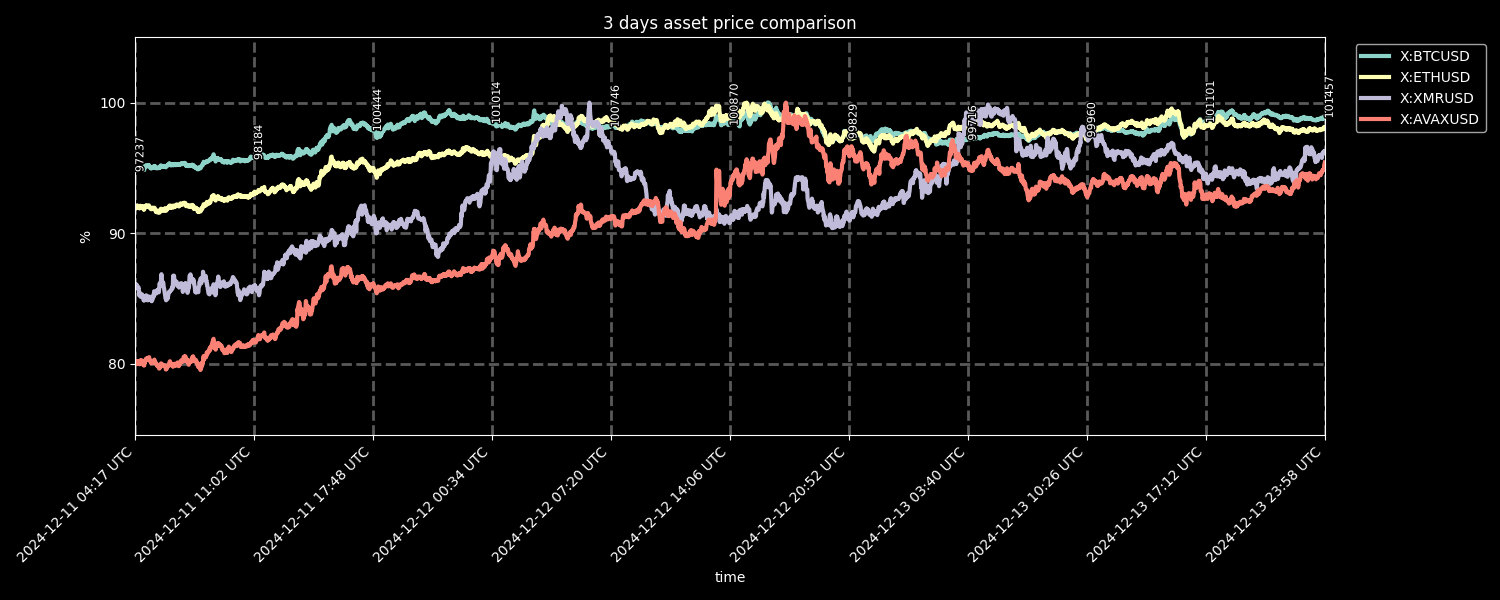 3 days asset price comparison
X:BTCUSD
X:ETHUSD
X:XMRUSD
X:AVAXUSD
100
90
80
%
97237
98184
100444
101014
100746
100870
99829
99716
99960
101101
101457
2024-12-11 04:17 UTC
2024-12-11 11:02 UTC
2024-12-11 17:48 UTC
2024-12-12 00:34 UTC
2024-12-12 07:20 UTC
2024-12-12 14:06 UTC
2024-12-12 20:52 UTC
2024-12-13 03:40 UTC
2024-12-13 10:26 UTC
2024-12-13 17:12 UTC
2024-12-13 23:58 UTC
time